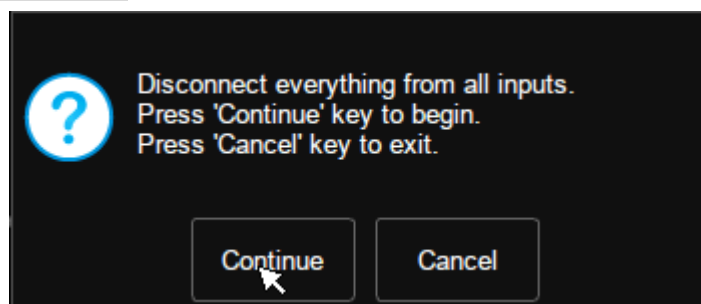 Disconnect everything from all inputs.
Press 'Continue' key to begin.
Press 'Cancel' key to exit.
Continue
Cancel